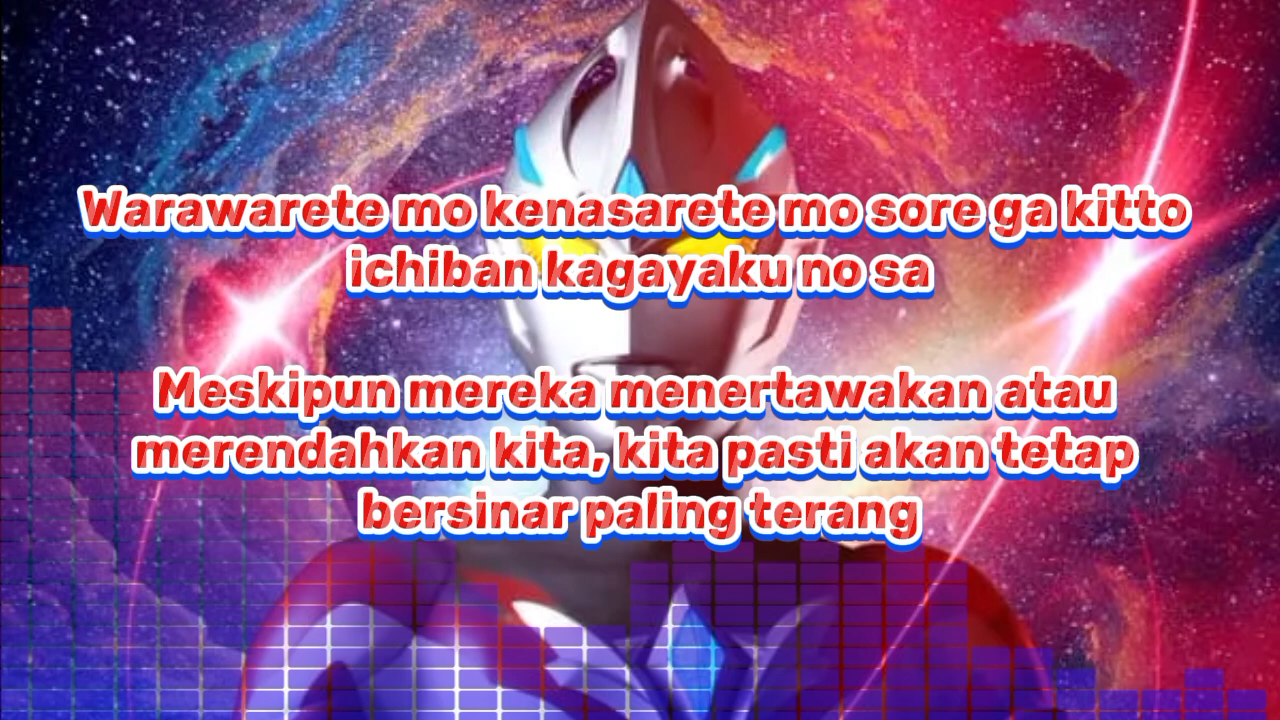 Warawarete mo kenasarete mo sore ga kitto
ichiban kagayaku no sa
Meskipun mereka menertawakan atau
merendahkan kita, kita pasti akan tetap
bersinar paling terang